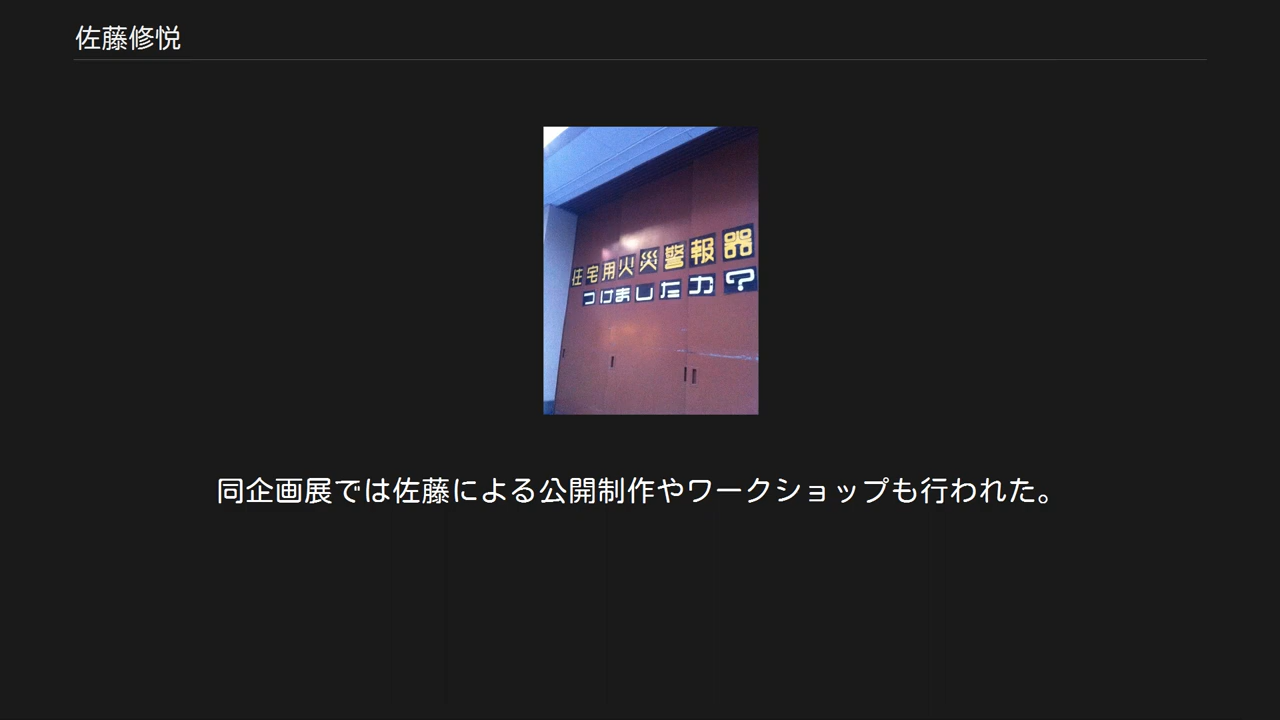 佐藤修悦
住宅用火災警報器
つけましたか?
同企画展では佐藤による公開制作やワークショップも行われた。